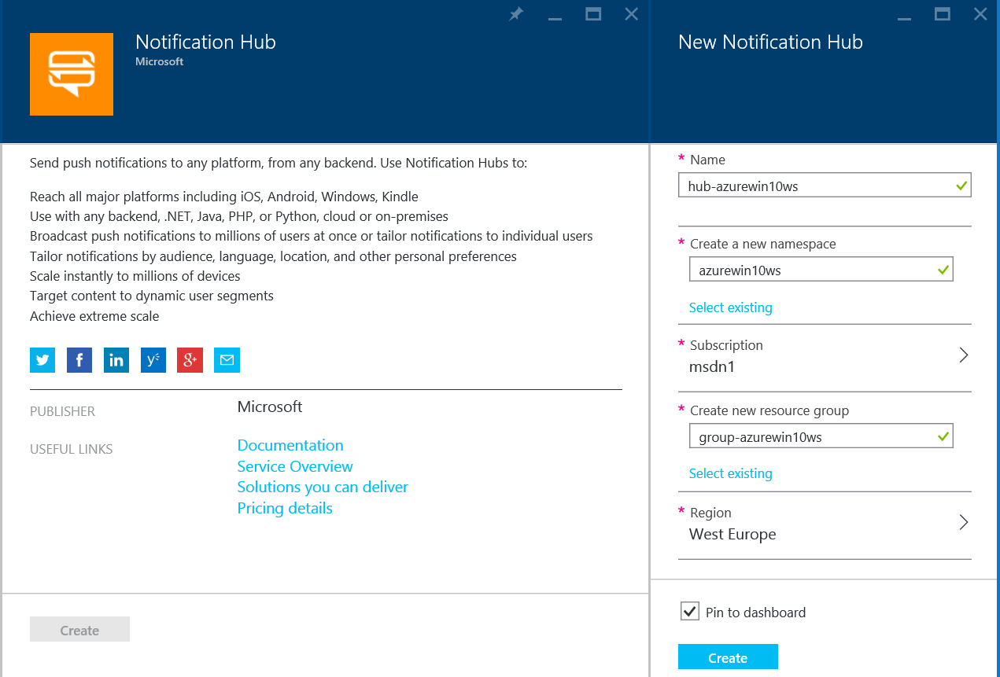 Notification Hub
Microsoft
Send push notifications to any platform, from any backend. Use Notification Hubs to:
Reach all major platforms including iOS, Android, Windows, Kindle
Use with any backend, .NET, Java, PHP, or Python, cloud or on-premises
Broadcast push notifications to millions of users at once or tailor notifications to individual users
Tailor notifications by audience, language, location, and other personal preferences
Scale instantly to millions of devices
Target content to dynamic user segments
Achieve extreme scale
f in y g+
PUBLISHER Microsoft
USEFUL LINKS Documentation
Service Overview
Solutions you can deliver
Pricing details
Create
New Notification Hub
* Name
hub-azurewin10ws
* Create a new namespace
azurewin10ws
Select existing
* Subscription
msdn1
* Create new resource group
group-azurewin10ws
Select existing
* Region
West Europe
Pin to dashboard
Create